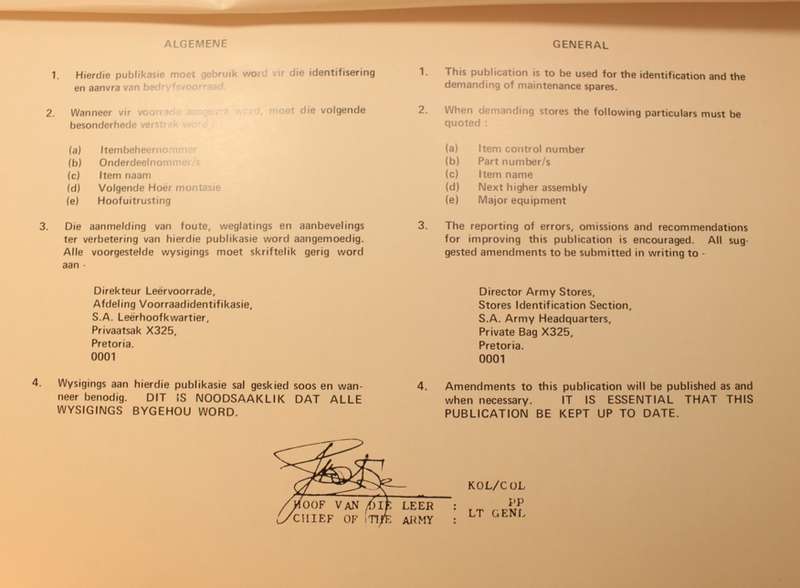 ALGEMENE
1. Hierdie publikasie moet gebruik word vir die identifisering
en aanvra van bedryfsvoorraad.
2. Wanneer vir voorrade aangevra word, moet die volgende
besonderhede verstrek word :
(a) Itembeheernommer
(b) Onderdeelnommer/s
(c) Item naam
(d) Volgende Hoër montasie
(e) Hoofuitrusting
3. Die aanmelding van foute, weglatings en aanbevelings
ter verbetering van hierdie publikasie word aangemoedig.
Alle voorgestelde wysigings moet skriftelik gerig word
aan -
Direkteur Leërvoorrade,
Afdeling Voorraadidentifikasie,
S.A. Leërhoofkwartier,
Privaatsak X325,
Pretoria.
0001
4. Wysigings aan hierdie publikasie sal geskied soos en wan-
neer benodig. DIT IS NOODSAAKLIK DAT ALLE
WYSIGINGS BYGEHOU WORD.
GENERAL
1. This publication is to be used for the identification and the
demanding of maintenance spares.
2. When demanding stores the following particulars must be
quoted :
(a) Item control number
(b) Part number/s
(c) Item name
(d) Next higher assembly
(e) Major equipment
3. The reporting of errors, omissions and recommendations
for improving this publication is encouraged. All sug-
gested amendments to be submitted in writing to -
Director Army Stores,
Stores Identification Section,
S.A. Army Headquarters,
Private Bag X325,
Pretoria.
0001
4. Amendments to this publication will be published as and
when necessary. IT IS ESSENTIAL THAT THIS
PUBLICATION BE KEPT UP TO DATE.
KOL/COL
PP
HOOF VAN DIE LEER :
CHIEF OF THE ARMY : LT GENL